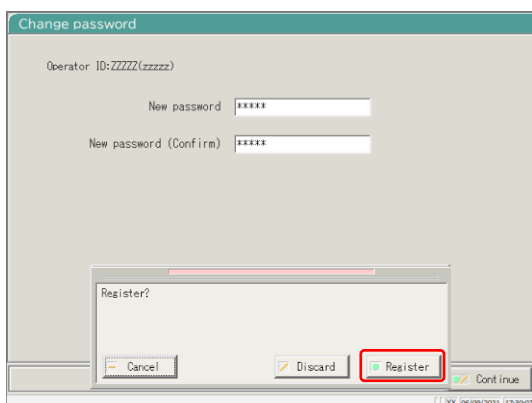 Change password
Operator ID:ZZZZZ(zzzzz)
New password *****
New password (Confirm) *****
Register?
Cancel Discard Register
Continue